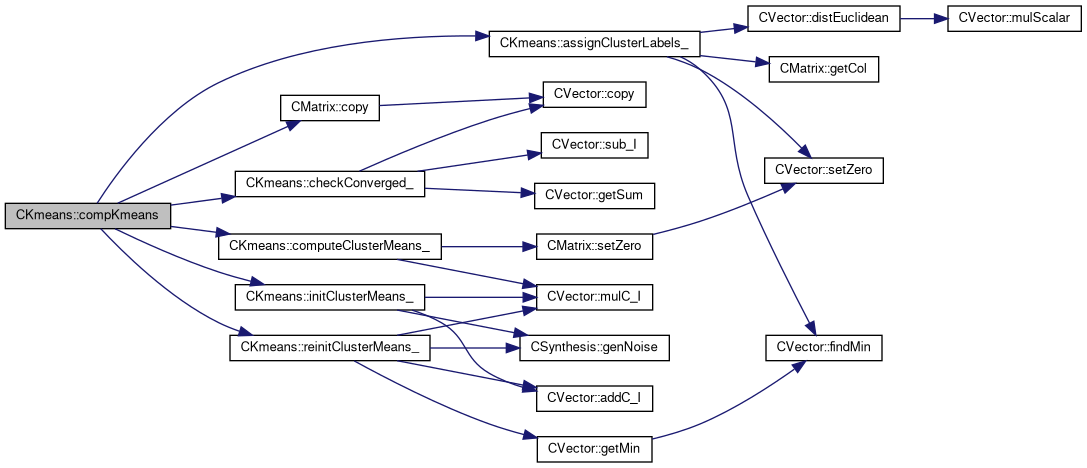 CKmeans::compKmeans
CKmeans::assignClusterLabels_
CMatrix::copy
CKmeans::checkConverged_
CKmeans::computeClusterMeans_
CKmeans::initClusterMeans_
CKmeans::reinitClusterMeans_
CVector::copy
CVector::sub_I
CVector::getSum
CMatrix::setZero
CVector::mulC_I
CSynthesis::genNoise
CVector::addC_I
CVector::getMin
CVector::distEuclidean
CMatrix::getCol
CVector::setZero
CVector::findMin
CVector::mulScalar